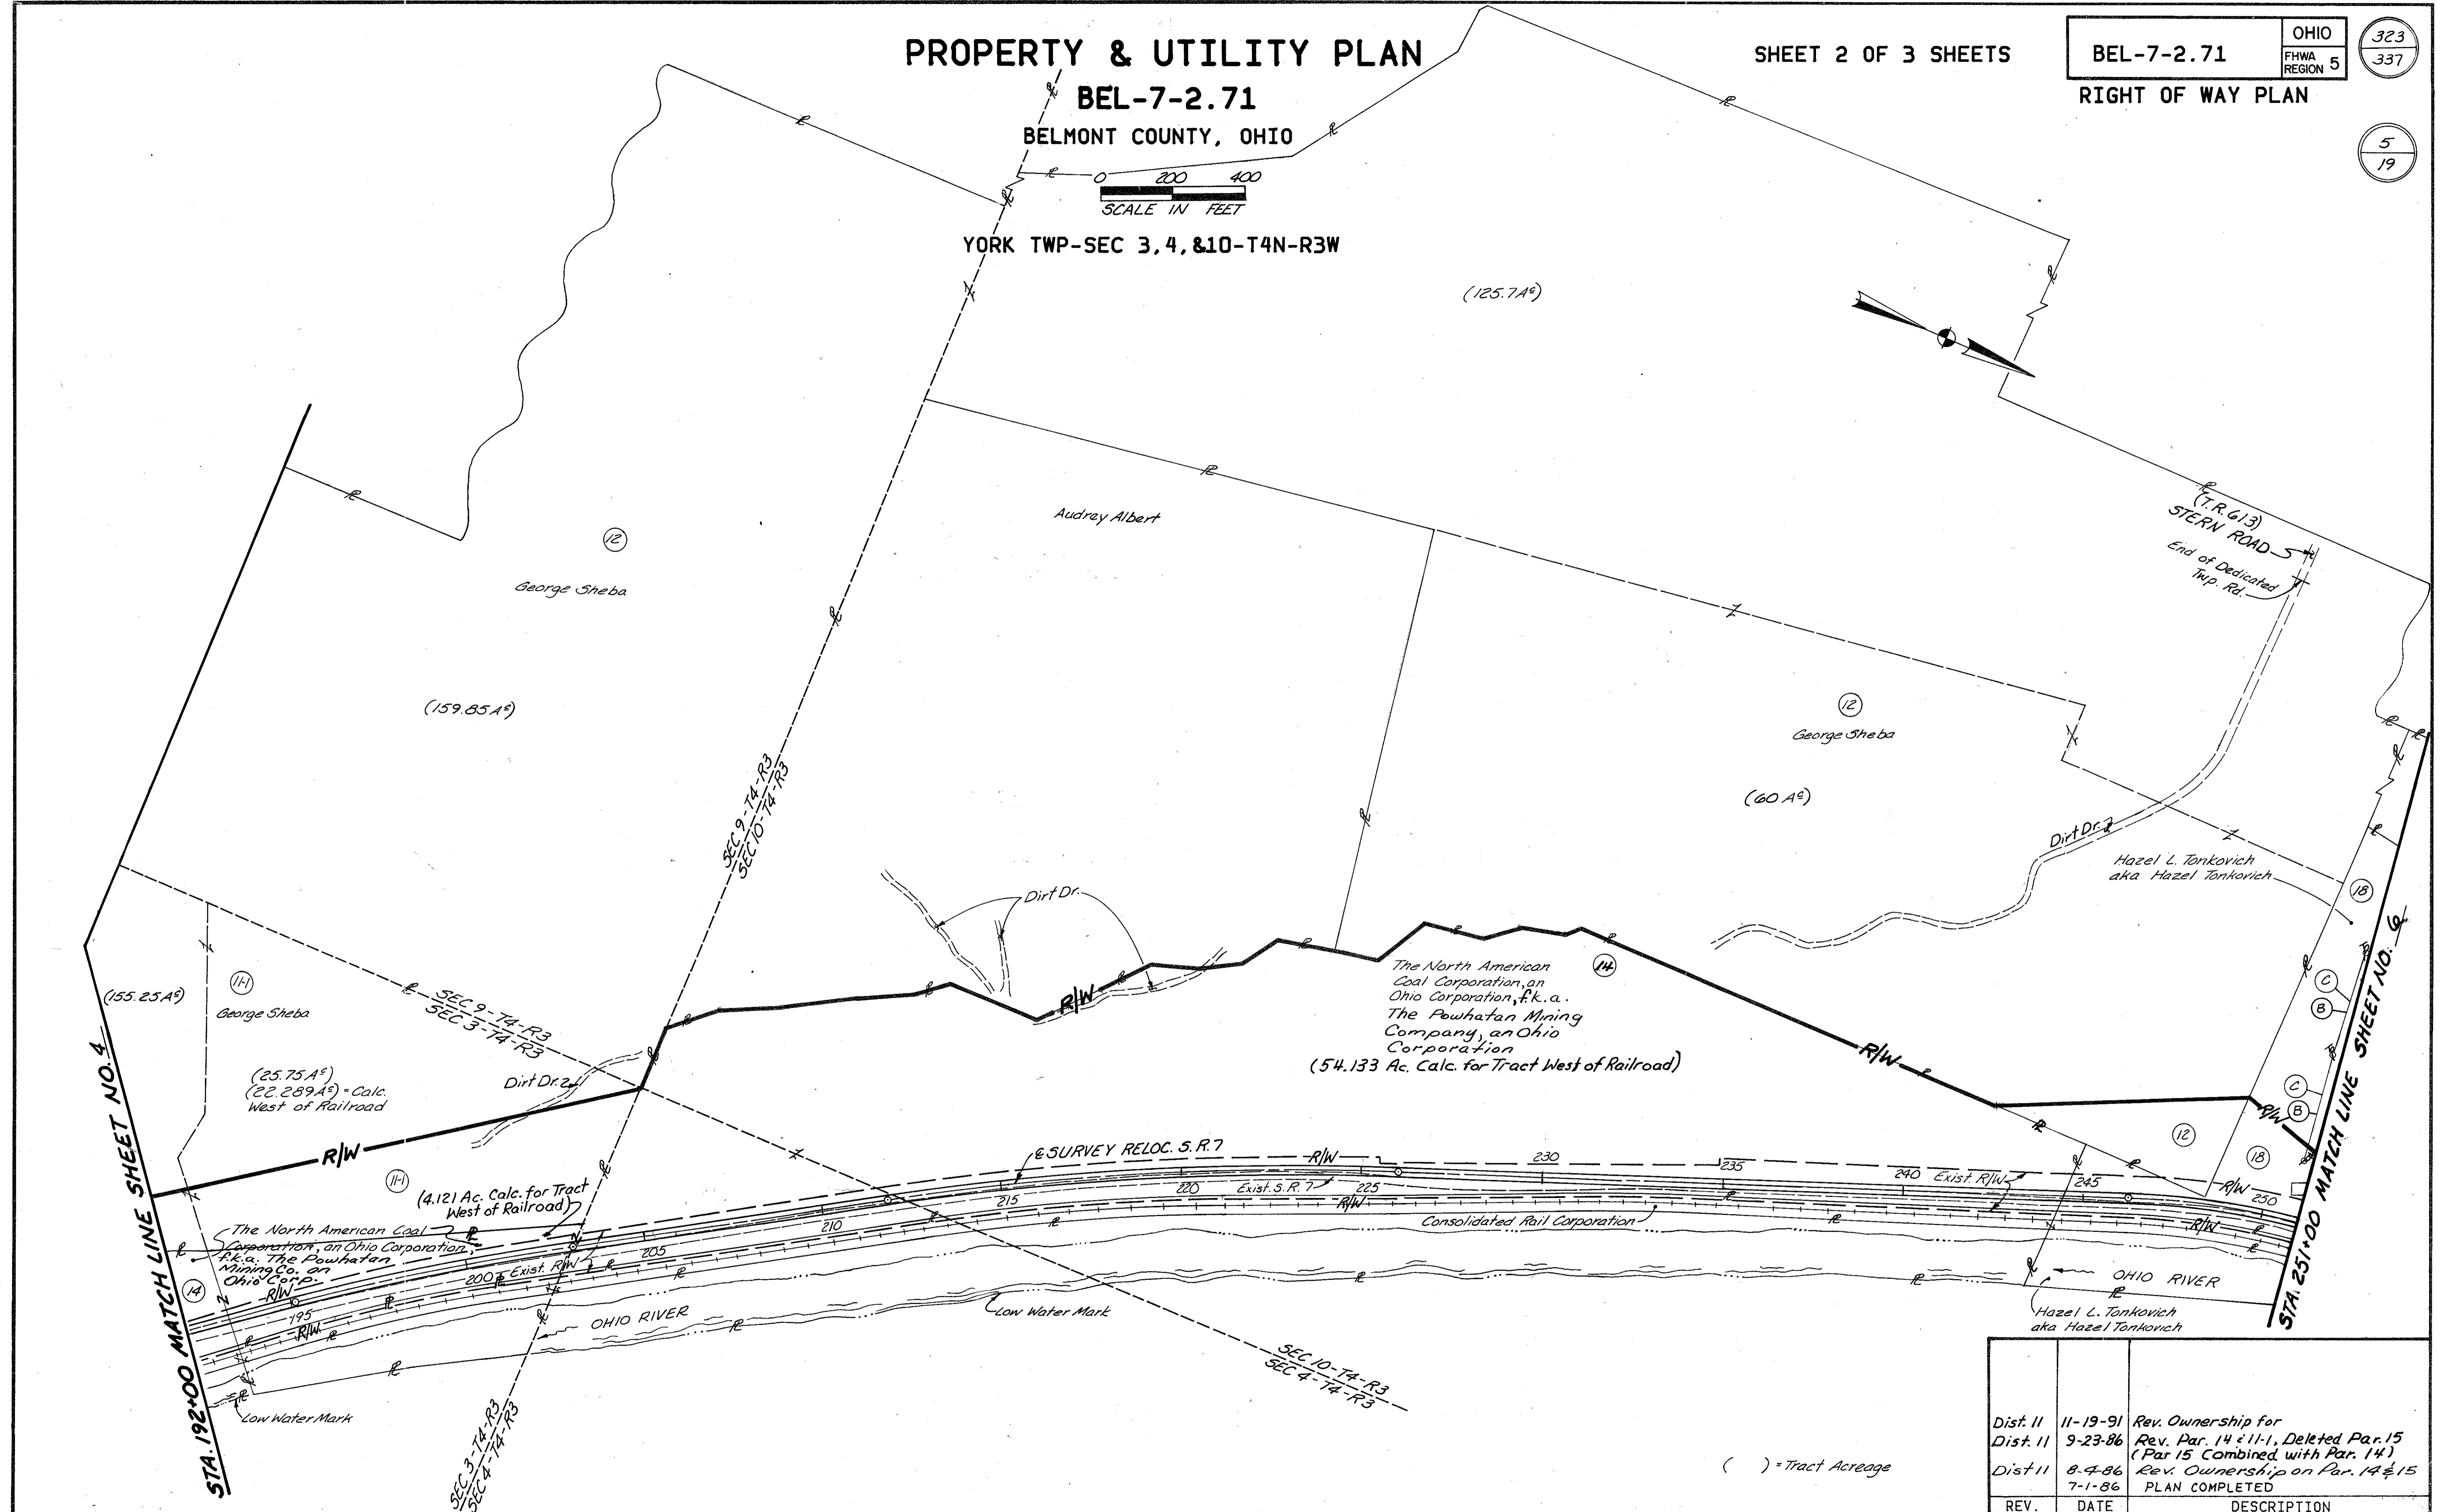 PROPERTY & UTILITY PLAN
BEL-7-2.71
BELMONT COUNTY, OHIO
0 200 400
SCALE IN FEET
YORK TWP-SEC 3,4,&10-T4N-R3W
SHEET 2 OF 3 SHEETS
BEL-7-2.71
OHIO
FHWA
REGION 5
RIGHT OF WAY PLAN
323
337
5
19
(125.7Ac)
(T.R.613)
STERN ROAD
End of Dedicated
Twp. Rd.
Audrey Albert
12
George Sheba
(159.85Ac)
12
George Sheba
(60 Ac)
SEC 9-T4-R3
SEC 10-T4-R3
Dirt Dr.
Dirt Dr.
Hazel L. Tonkovich
aka Hazel Tonkovich
18
(155.25Ac)
11-1
George Sheba
(25.75Ac)
(22.289Ac)=Calc.
West of Railroad
SEC 9-T4-R3
SEC 3-T4-R3
Dirt Dr.
R/W
The North American
Coal Corporation, an
Ohio Corporation, f.k.a.
The Powhatan Mining
Company, an Ohio
Corporation
(54.133 Ac. Calc. for Tract West of Railroad)
14
R/W
C
B
C
B
R/W
12
18
R/W
11-1
(4.121 Ac. Calc. for Tract
West of Railroad)
The North American Coal
Corporation, an Ohio Corporation,
f.k.a. The Powhatan
Mining Co. an
Ohio Corp.
14
R/W
℄ SURVEY RELOC. S.R.7
R/W
Exist. S.R. 7
Exist. R/W
Exist. R/W
195 200 205 210 215 220 225 230 235 240 245 250
R/W
R/W
R/W
R/W
Consolidated Rail Corporation
OHIO RIVER
OHIO RIVER
Low Water Mark
Low Water Mark
Hazel L. Tonkovich
aka Hazel Tonkovich
SEC 10-T4-R3
SEC 4-T4-R3
SEC 3-T4-R3
SEC 4-T4-R3
STA. 192+00 MATCH LINE SHEET NO. 4
STA. 251+00 MATCH LINE SHEET NO. 6
( ) = Tract Acreage
Dist. 11 11-19-91 Rev. Ownership for
Dist. 11 9-23-86 Rev. Par. 14 & 11-1, Deleted Par. 15
(Par 15 Combined with Par. 14)
Dist 11 8-4-86 Rev. Ownership on Par. 14 & 15
7-1-86 PLAN COMPLETED
REV. DATE DESCRIPTION